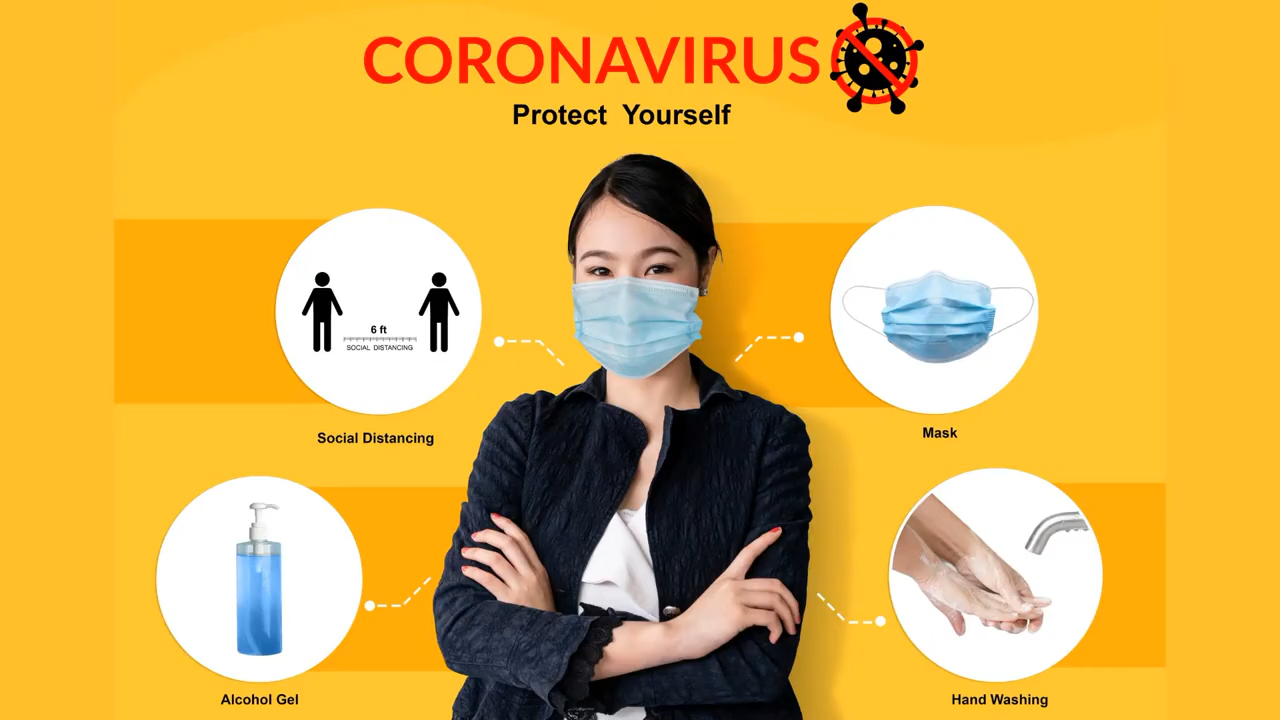 CORONAVIRUS
Protect Yourself
6 ft
SOCIAL DISTANCING
Social Distancing
Mask
Alcohol Gel
Hand Washing